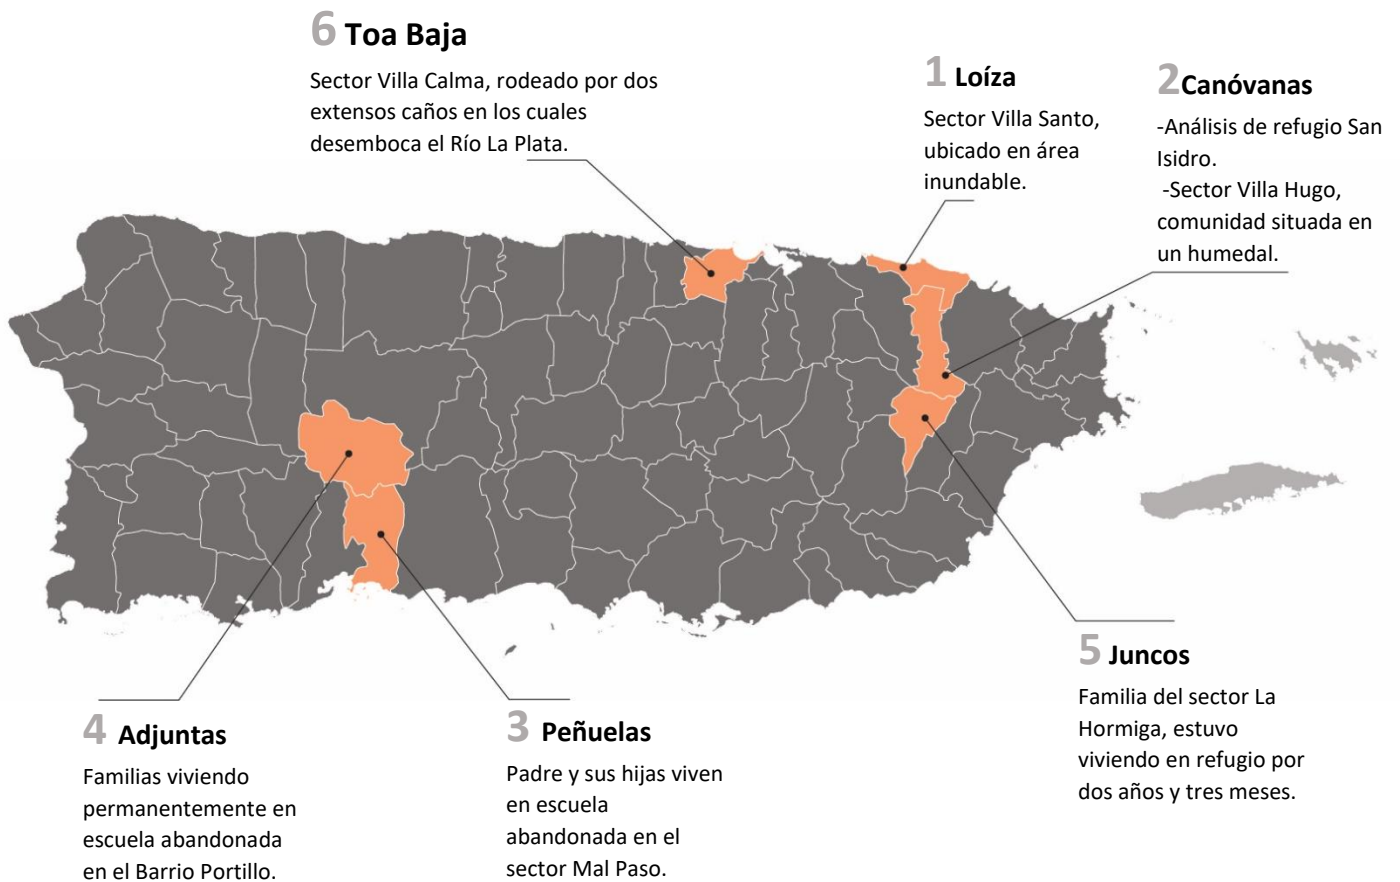 6 Toa Baja
Sector Villa Calma, rodeado por dos
extensos caños en los cuales
desemboca el Río La Plata.
1 Loíza
Sector Villa Santo,
ubicado en área
inundable.
2Canóvanas
-Análisis de refugio San
Isidro.
-Sector Villa Hugo,
comunidad situada en
un humedal.
4 Adjuntas
Familias viviendo
permanentemente en
escuela abandonada
en el Barrio Portillo.
3 Peñuelas
Padre y sus hijas viven
en escuela
abandonada en el
sector Mal Paso.
5 Juncos
Familia del sector La
Hormiga, estuvo
viviendo en refugio por
dos años y tres meses.